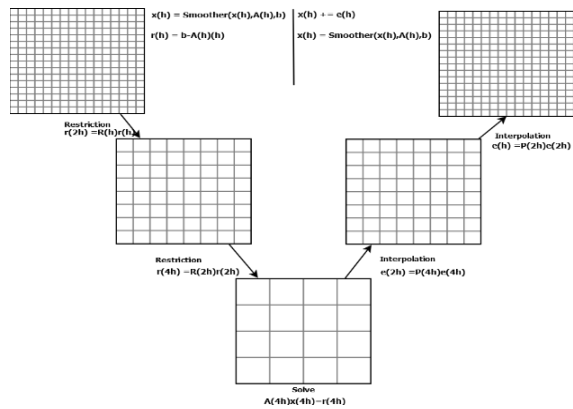 x(h) = Smoother(x(h),A(h),b)
r(h) = b-A(h)(h)
x(h) += e(h)
x(h) = Smoother(x(h),A(h),b)
Restriction
r(2h) =R(h)r(h)
Interpolation
e(h) =P(2h)e(2h)
Restriction
r(4h) =R(2h)r(2h)
Interpolation
e(2h) =P(4h)e(4h)
Solve
A(4h)x(4h)=r(4h)